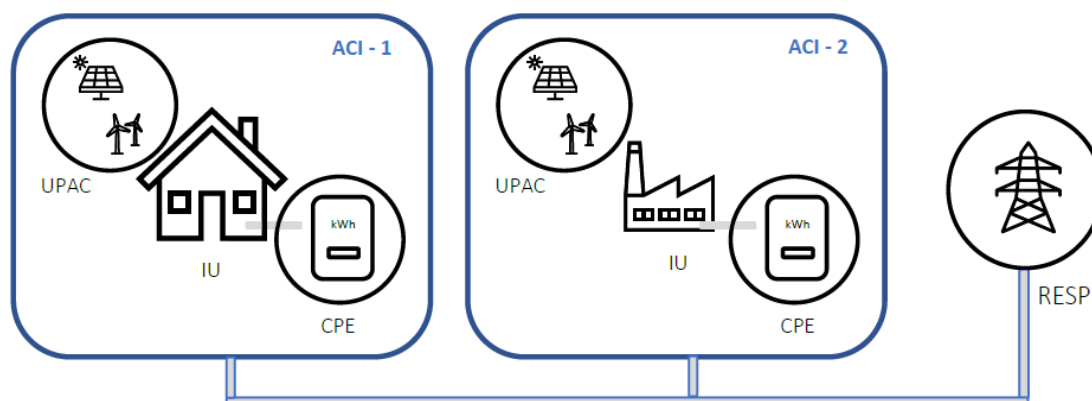 ACI - 1
UPAC
kWh
IU
CPE
ACI - 2
UPAC
kWh
IU
CPE
RESP